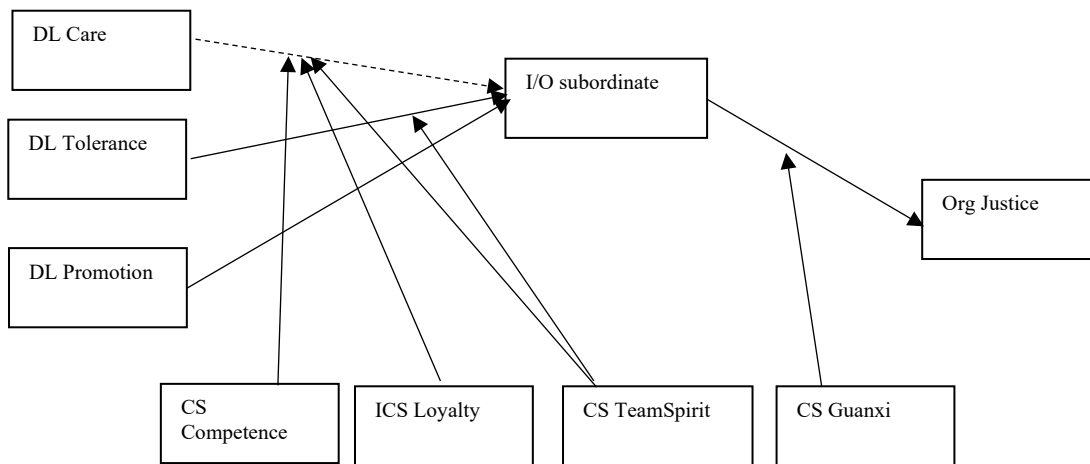 DL Care
I/O subordinate
DL Tolerance
Org Justice
DL Promotion
CS
Competence
ICS Loyalty
CS TeamSpirit
CS Guanxi